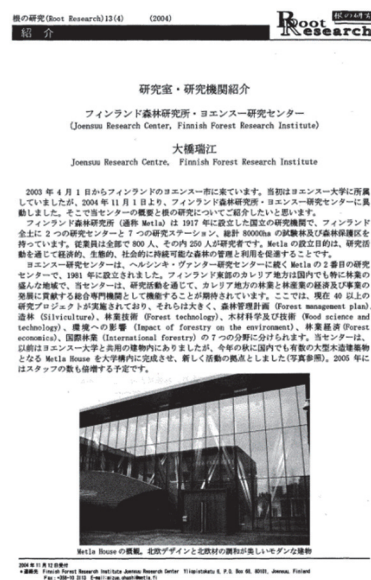 根の研究(Root Research)13(4) (2004)
Root Research 根の研究
紹 介
研究室・研究機関紹介
フィンランド森林研究所・ヨエンスー研究センター
(Joensuu Research Center, Finnish Forest Research Institute)
大橋瑞江
Joensuu Research Centre, Finnish Forest Research Institute
2003 年 4 月 1 日からフィンランドのヨエンスー市に来ています。当初はヨエンスー大学に所属
していましたが、2004 年 11 月 1 日より、フィンランド森林研究所・ヨエンスー研究センターに異
動しました。そこで当センターの概要と根の研究についてご紹介したいと思います。
フィンランド森林研究所（通称 Metla）は 1917 年に設立した国立の研究機関で、フィンランド
全土に 2 つの研究センターと 7 つの研究ステーション、総計 80000ha の試験林及び森林保護区を
持っています。従業員は全部で 800 人、その内 250 人が研究者です。Metla の設立目的は、研究活
動を通じて経済的、生態的、社会的に持続可能な森林の管理と利用を促進することです。
ヨエンスー研究センターは、ヘルシンキ・ヴァンター研究センターに続く Metla の 2 番目の研究
センターで、1981 年に設立されました。フィンランド東部のカレリア地方は国内でも特に林業の
盛んな地域で、当センターは、研究活動を通じて、カレリア地方の林業と林産業の経済及び事業の
発展に貢献する総合専門機関として機能することが期待されています。ここでは、現在 40 以上の
研究プロジェクトが実施されており、それらは大きく、森林管理計画 (Forest management plan)、
造林 (Silviculture)、林業技術 (Forest technology)、木材科学及び技術 (Wood science and
technology)、環境への影響 (Impact of forestry on the environment)、林業経済(Forest
economics)、国際林業 (International forestry) の 7 つの分野に分けられます。当センターは、
以前はヨエンスー大学と共用の建物内にありましたが、今年の秋に国内でも有数の大型木造建築物
となる Metla House を大学構内に完成させ、新しく活動の拠点としました(写真参照)。2005 年に
はスタッフの数も倍増する予定です。
Metla House の概観。北欧デザインと北欧材の調和が美しいモダンな建物
2004 年 11 月 12 日受付
*連絡先 Finnish Forest Research Institute Joensuu Research Center Yliopistokatu 6, P.O. Box 68, 80101, Joensuu, Finland